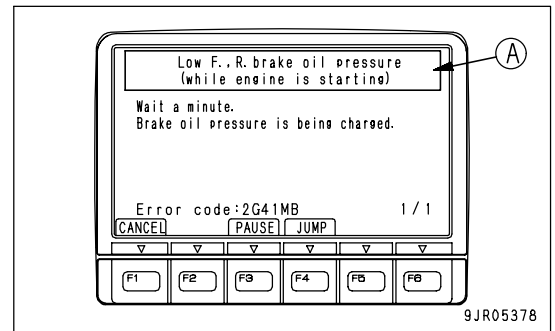 Low F.,R. brake oil pressure
(while engine is starting)
A
Wait a minute.
Brake oil pressure is being charged.
Error code:2G41MB 1/1
CANCEL PAUSE JUMP
F1 F2 F3 F4 F5 F6
9JR05378